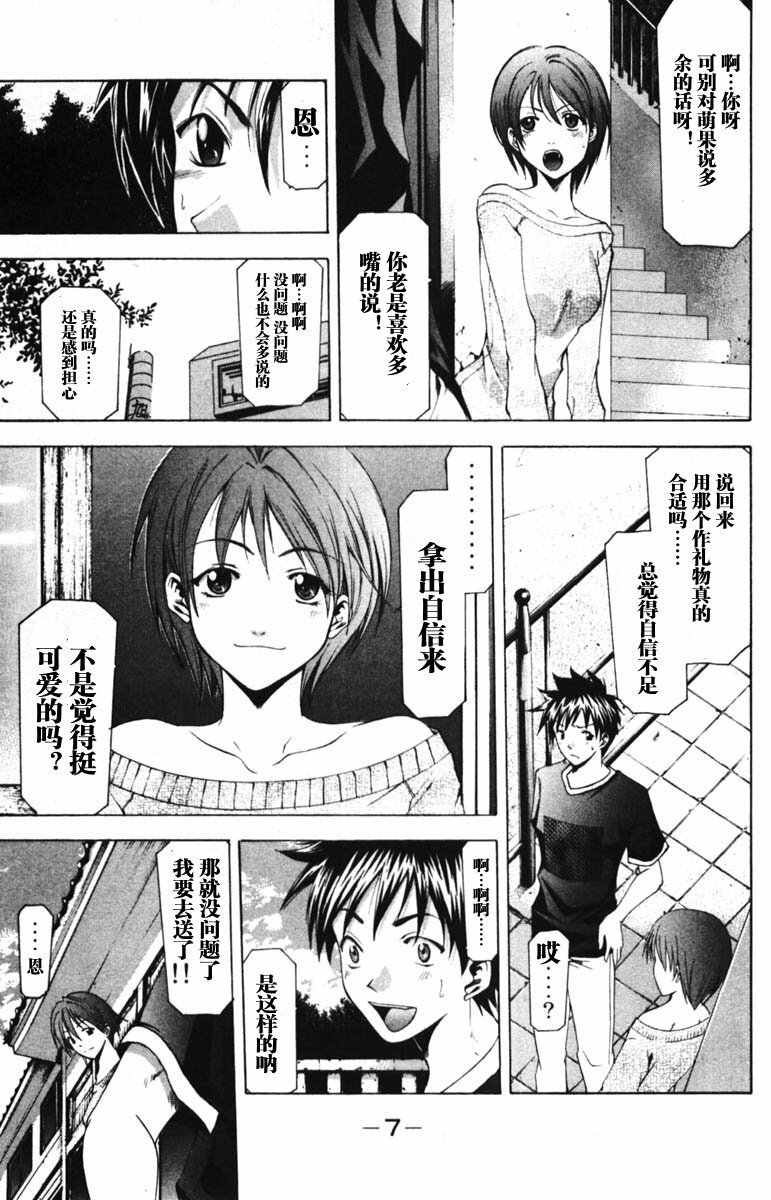 啊…你呀
可别对萌果说多
余的话呀！
你老是喜欢多
嘴的说！
恩
…
啊…啊啊
没问题 没问题
什么也不会多说的
真的吗……
还是感到担心
旭
说回来
用那个作礼物真的
合适吗……
总觉得自信不足
哎…？
………
拿出自信来
不是觉得挺
可爱的吗？
啊…啊啊……
是这样的呐
那就没问题了
我要去送了！！
…恩
—7—